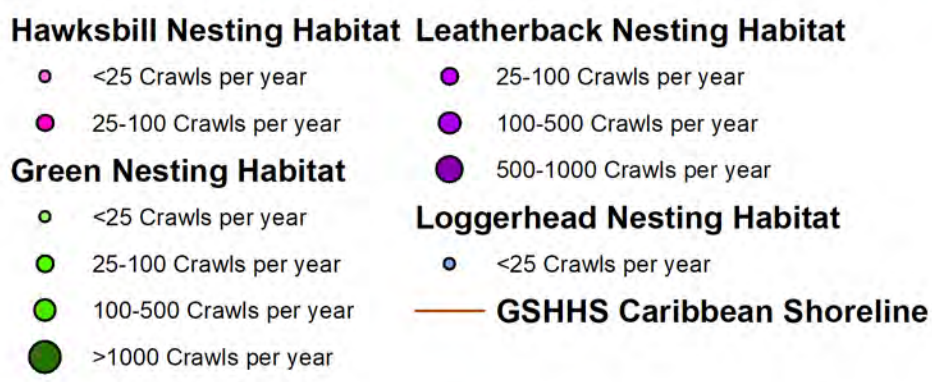 Hawksbill Nesting Habitat
<25 Crawls per year
25-100 Crawls per year
Green Nesting Habitat
<25 Crawls per year
25-100 Crawls per year
100-500 Crawls per year
>1000 Crawls per year
Leatherback Nesting Habitat
25-100 Crawls per year
100-500 Crawls per year
500-1000 Crawls per year
Loggerhead Nesting Habitat
<25 Crawls per year
GSHHS Caribbean Shoreline